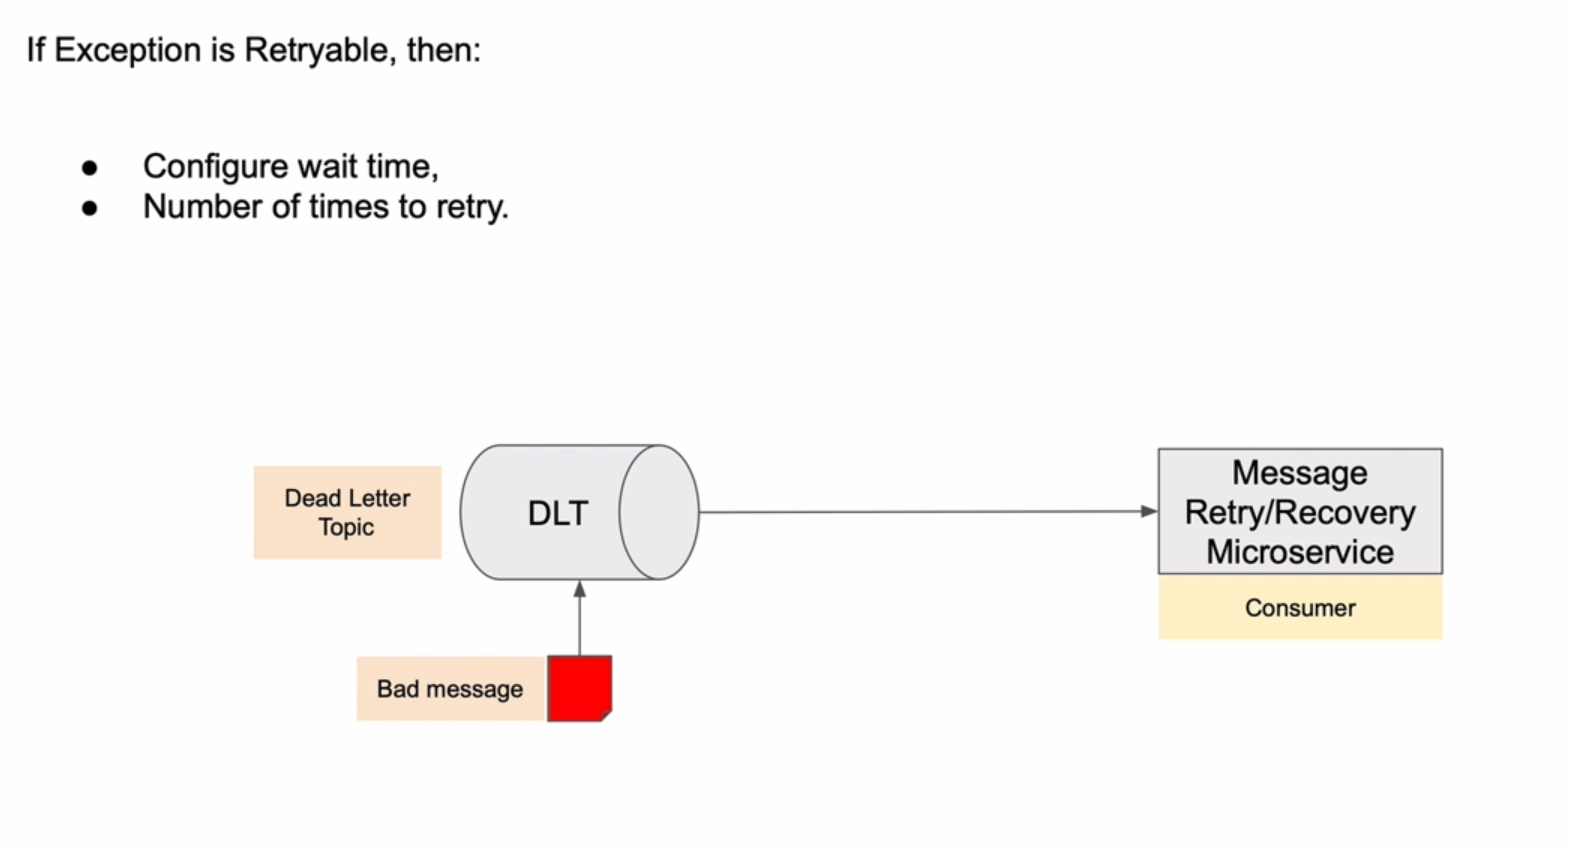 If Exception is Retryable, then:
● Configure wait time,
● Number of times to retry.
Dead Letter
Topic
DLT
Message
Retry/Recovery
Microservice
Consumer
Bad message